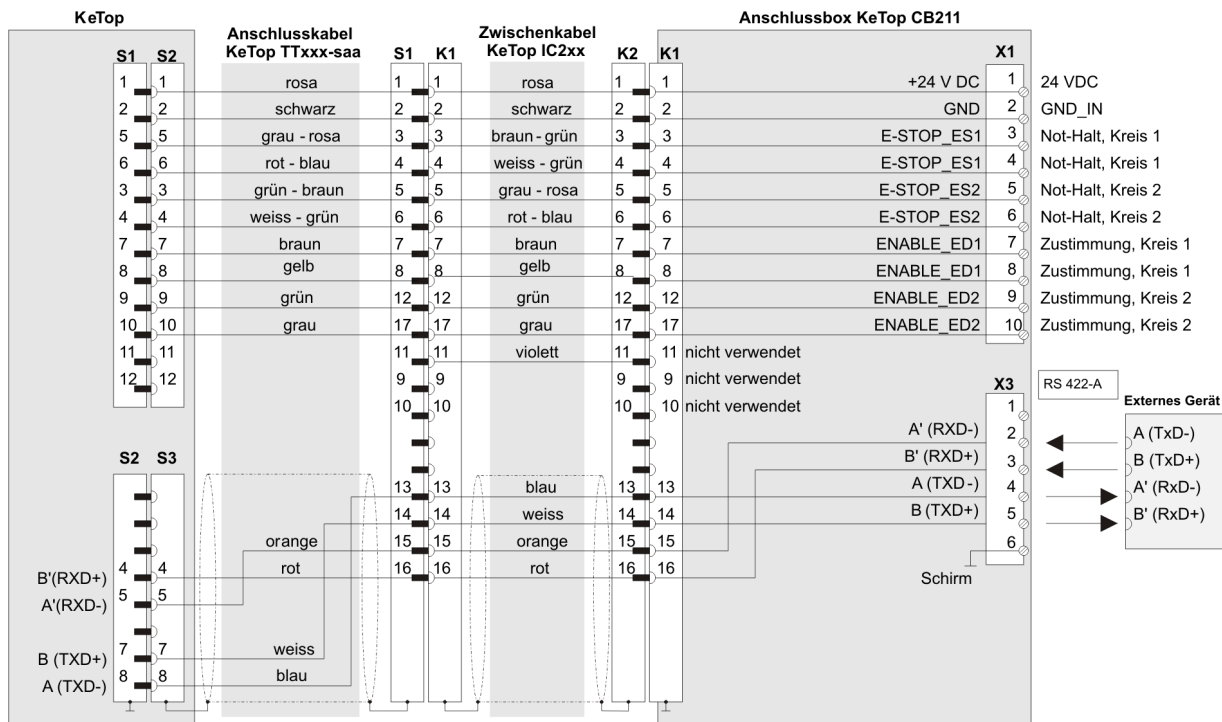 KeTop
Anschlusskabel
KeTop TTxxx-saa
Zwischenkabel
KeTop IC2xx
Anschlussbox KeTop CB211
S1 S2 S1 K1 K2 K1 X1
1 1 rosa 1 1 rosa 1 1 +24 V DC 1 24 VDC
2 2 schwarz 2 2 schwarz 2 2 GND 2 GND_IN
5 5 grau - rosa 3 3 braun - grün 3 3 E-STOP_ES1 3 Not-Halt, Kreis 1
6 6 rot - blau 4 4 weiss - grün 4 4 E-STOP_ES1 4 Not-Halt, Kreis 1
3 3 grün - braun 5 5 grau - rosa 5 5 E-STOP_ES2 5 Not-Halt, Kreis 2
4 4 weiss - grün 6 6 rot - blau 6 6 E-STOP_ES2 6 Not-Halt, Kreis 2
7 7 braun 7 7 braun 7 7 ENABLE_ED1 7 Zustimmung, Kreis 1
8 8 gelb 8 8 gelb 8 8 ENABLE_ED1 8 Zustimmung, Kreis 1
9 9 grün 12 12 grün 12 12 ENABLE_ED2 9 Zustimmung, Kreis 2
10 10 grau 17 17 grau 17 17 ENABLE_ED2 10 Zustimmung, Kreis 2
11 11 11 11 violett 11 11 nicht verwendet
12 12 9 9 9 9 nicht verwendet
10 10 10 10 nicht verwendet
X3
RS 422-A
Externes Gerät
1
A' (RXD-) 2 A (TxD-)
B' (RXD+) 3 B (TxD+)
S2 S3
13 13 blau 13 13 A (TXD-) 4 A' (RxD-)
14 14 weiss 14 14 B (TXD+) 5 B' (RxD+)
orange 15 15 orange 15 15 6
B'(RXD+) 4 4 rot 16 16 rot 16 16 Schirm
A'(RXD-) 5 5
B (TXD+) 7 7 weiss
A (TXD-) 8 8 blau